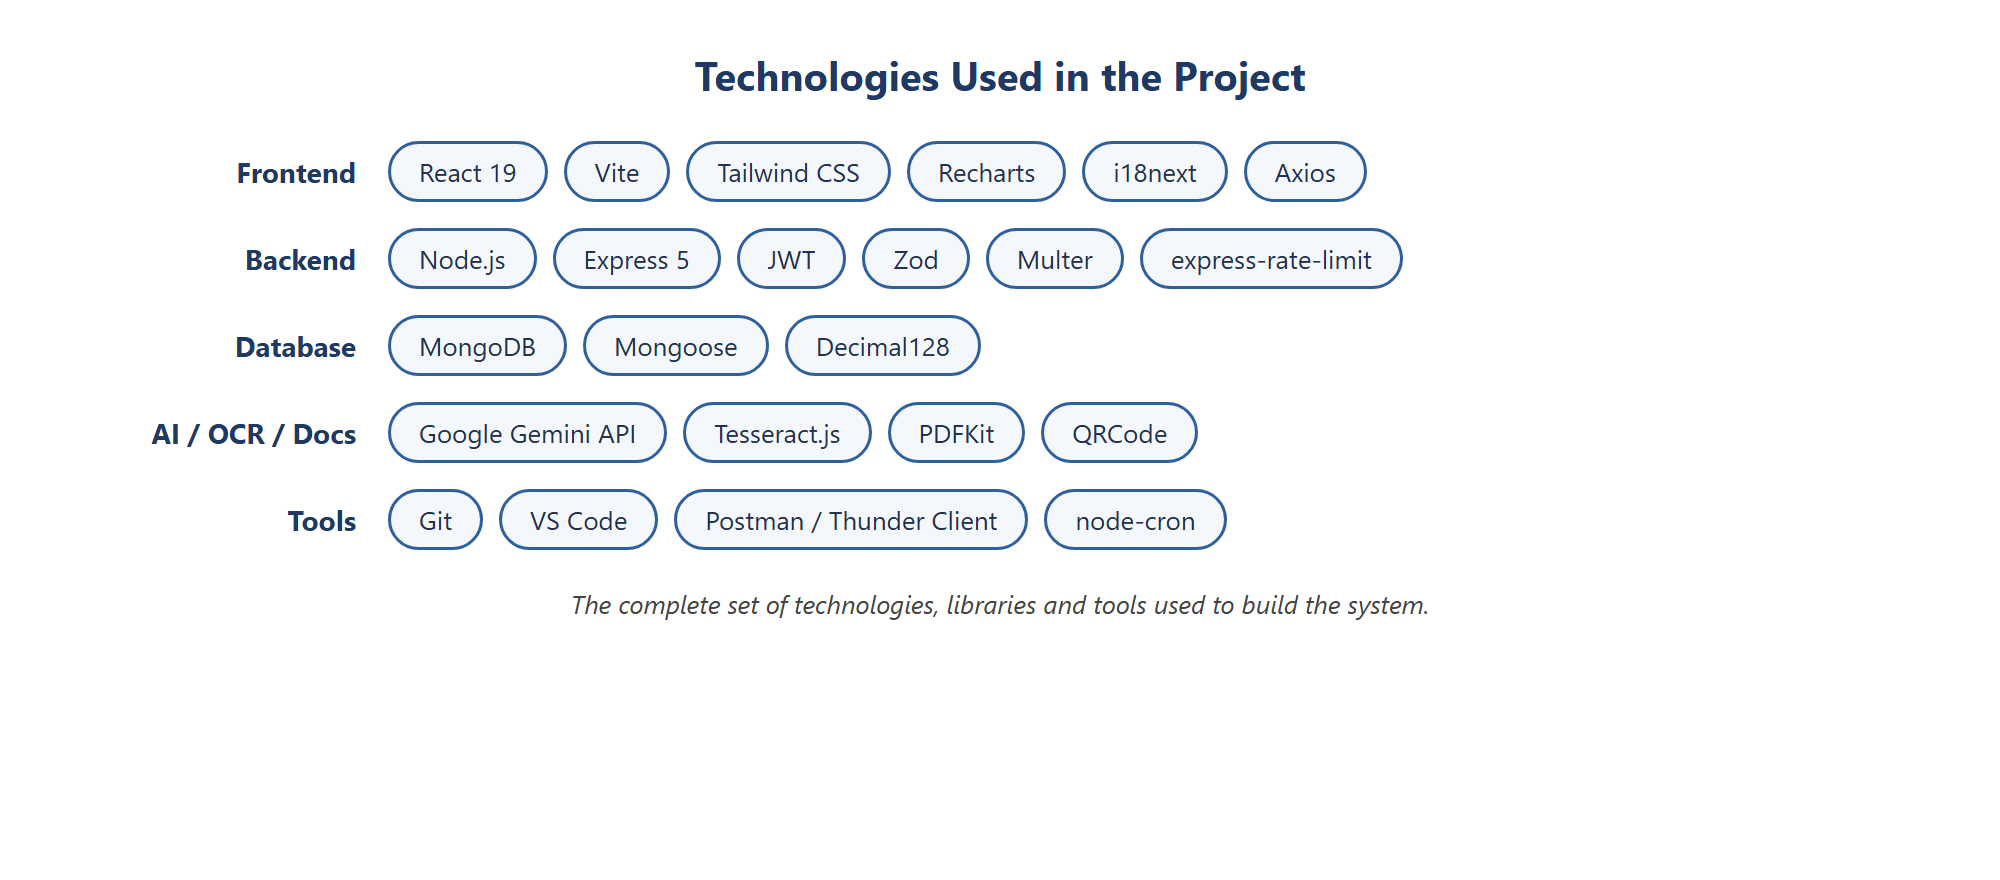 Technologies Used in the Project
Frontend React 19 Vite Tailwind CSS Recharts i18next Axios
Backend Node.js Express 5 JWT Zod Multer express-rate-limit
Database MongoDB Mongoose Decimal128
AI / OCR / Docs Google Gemini API Tesseract.js PDFKit QRCode
Tools Git VS Code Postman / Thunder Client node-cron
The complete set of technologies, libraries and tools used to build the system.